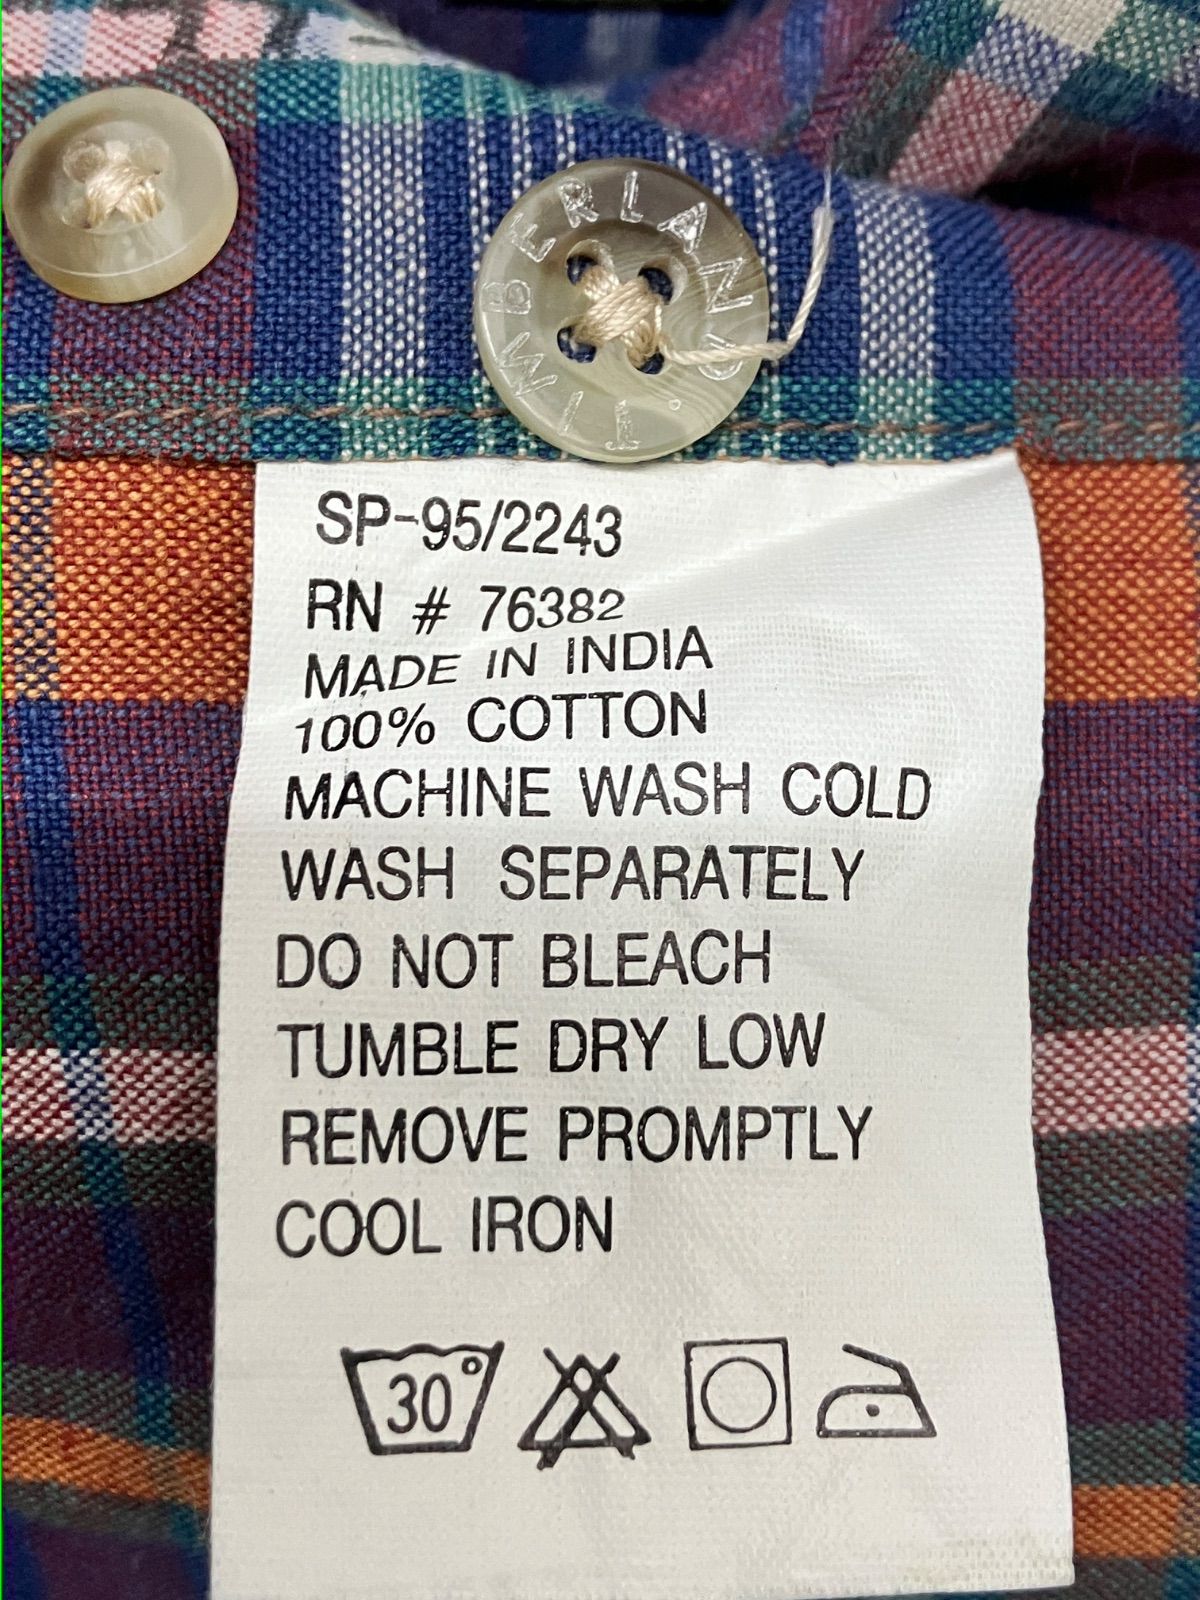 TIMBERLAND
SP-95/2243
RN # 76382
MADE IN INDIA
100% COTTON
MACHINE WASH COLD
WASH SEPARATELY
DO NOT BLEACH
TUMBLE DRY LOW
REMOVE PROMPTLY
COOL IRON
30°